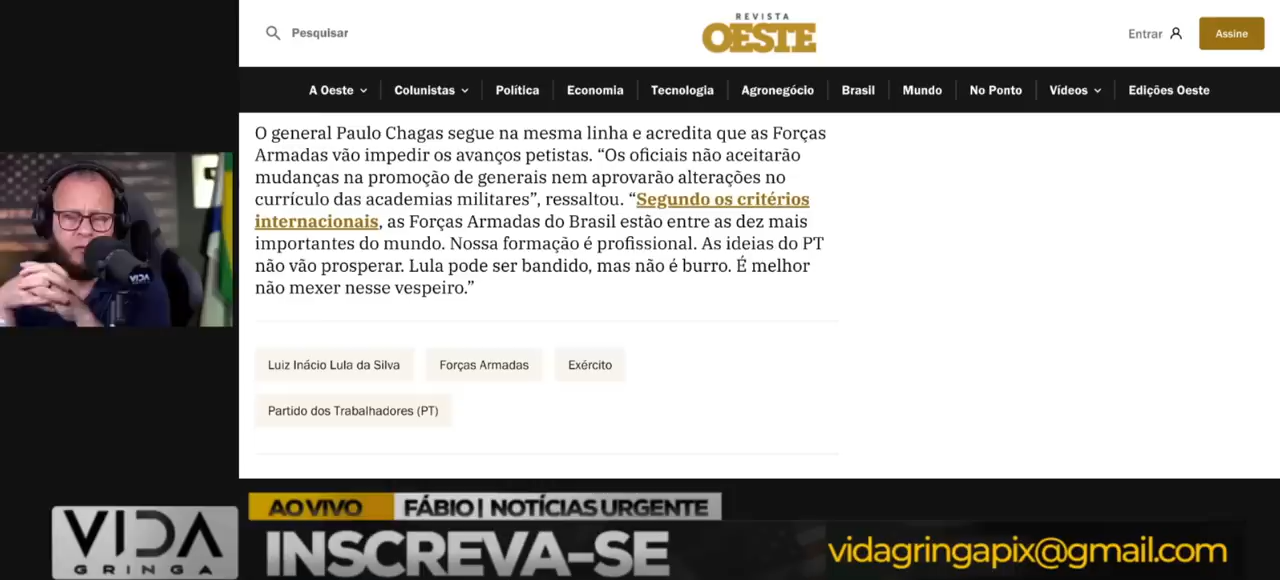 Pesquisar
REVISTA
OESTE
Entrar
Assine
A Oeste
Colunistas
Política
Economia
Tecnologia
Agronegócio
Brasil
Mundo
No Ponto
Vídeos
Edições Oeste
O general Paulo Chagas segue na mesma linha e acredita que as Forças
Armadas vão impedir os avanços petistas. “Os oficiais não aceitarão
mudanças na promoção de generais nem aprovarão alterações no
currículo das academias militares”, ressaltou. “Segundo os critérios
internacionais, as Forças Armadas do Brasil estão entre as dez mais
importantes do mundo. Nossa formação é profissional. As ideias do PT
não vão prosperar. Lula pode ser bandido, mas não é burro. É melhor
não mexer nesse vespeiro.”
VIDA
Luiz Inácio Lula da Silva
Forças Armadas
Exército
Partido dos Trabalhadores (PT)
AO VIVO
FÁBIO | NOTÍCIAS URGENTE
VIDA
GRINGA
INSCREVA-SE
vidagringapix@gmail.com